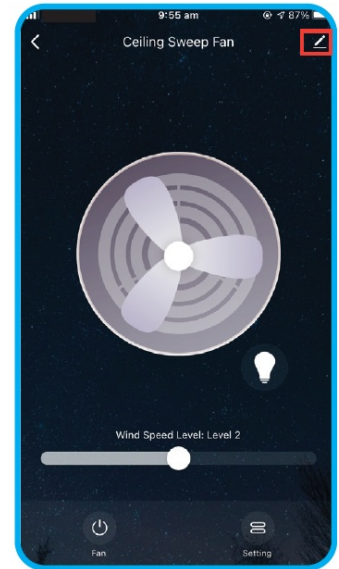 9:55 am 87%
Ceiling Sweep Fan
Wind Speed Level: Level 2
Fan Setting